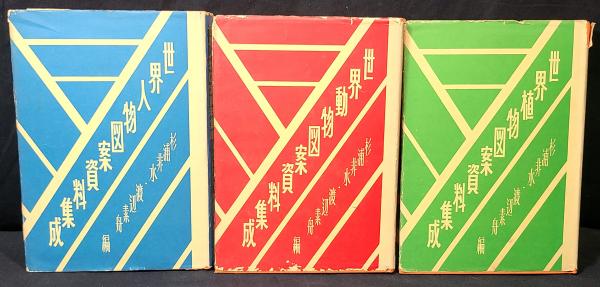 世界人物図案資料集成
杉浦非水
渡辺素舟
編
世界動物図案資料集成
杉浦非水
渡辺素舟
編
世界植物図案資料集成
杉浦非水
渡辺素舟
編